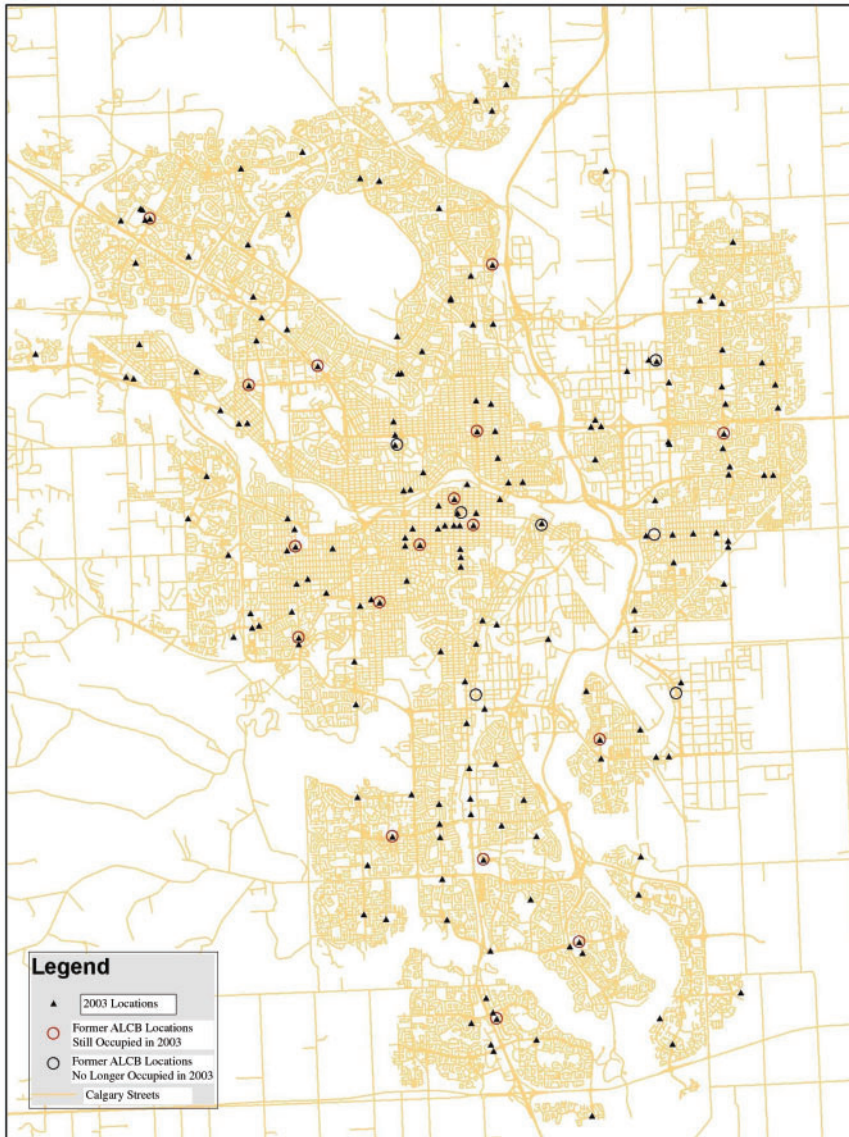 Legend
2003 Locations
Former ALCB Locations
Still Occupied in 2003
Former ALCB Locations
No Longer Occupied in 2003
Calgary Streets